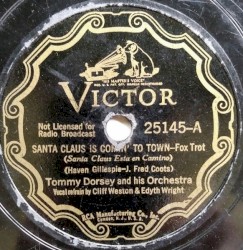 "HIS MASTER'S VOICE"
VICTOR
Not Licensed for
Radio Broadcast
25145-A
SANTA CLAUS IS COMIN' TO TOWN-Fox Trot
(Santa Claus Esta en Camino)
(Haven Gillespie-J. Fred Coots)
Tommy Dorsey and his Orchestra
Vocal refrain by Cliff Weston & Edyth Wright
RCA Manufacturing Co., Inc.
Camden, N.J., U.S.A.